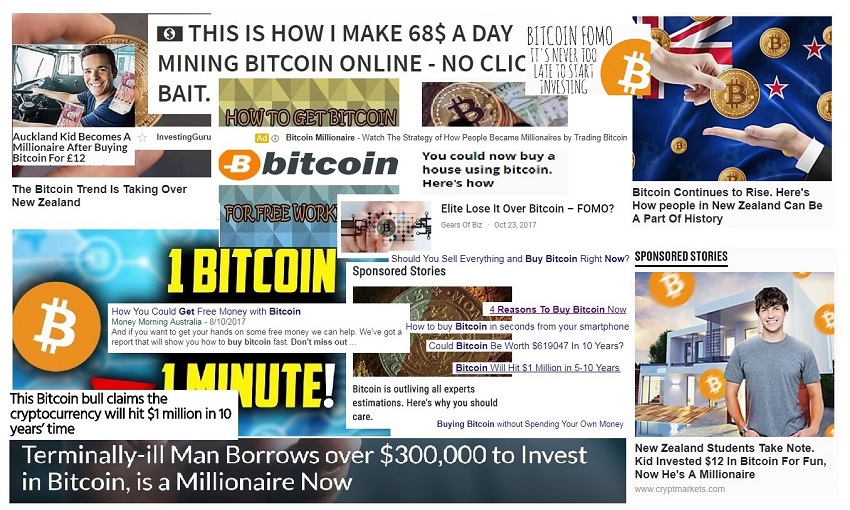 THIS IS HOW I MAKE 68$ A DAY
MINING BITCOIN ONLINE - NO CLIC
BAIT.
BITCOIN FOMO
IT'S NEVER TOO
LATE TO START
INVESTING
Auckland Kid Becomes A
Millionaire After Buying
Bitcoin For £12
InvestingGuru
The Bitcoin Trend Is Taking Over
New Zealand
HOW TO GET BITCOIN
Ad Bitcoin Millionaire - Watch The Strategy of How People Became Millionaires by Trading Bitcoin
bitcoin
FOR FREE WORK
You could now buy a
house using bitcoin.
Here's how
Elite Lose It Over Bitcoin – FOMO?
Gears Of Biz · Oct 23, 2017
Bitcoin Continues to Rise. Here's
How people in New Zealand Can Be
A Part Of History
Should You Sell Everything and Buy Bitcoin Right Now?
1 BITCOIN
1 MINUTE!
How You Could Get Free Money with Bitcoin
Money Morning Australia - 8/10/2017
And if you want to get your hands on some free money we can help. We've got a
report that will show you how to buy bitcoin fast. Don't miss out ...
Sponsored Stories
4 Reasons To Buy Bitcoin Now
How to buy Bitcoin in seconds from your smartphone
Could Bitcoin Be Worth $619047 In 10 Years?
Bitcoin Will Hit $1 Million in 5-10 Years
Bitcoin is outliving all experts
estimations. Here's why you should
care.
Buying Bitcoin without Spending Your Own Money
This Bitcoin bull claims the
cryptocurrency will hit $1 million in 10
years' time
Terminally-ill Man Borrows over $300,000 to Invest
in Bitcoin, is a Millionaire Now
SPONSORED STORIES
New Zealand Students Take Note.
Kid Invested $12 In Bitcoin For Fun,
Now He's A Millionaire
www.cryptmarkets.com